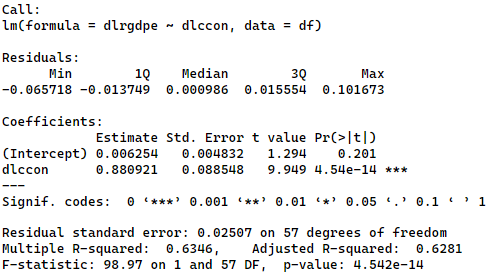 Call:
lm(formula = dlrgdpe ~ dlccon, data = df)

Residuals:
      Min        1Q    Median        3Q       Max
-0.065718 -0.013749  0.000986  0.015554  0.101673

Coefficients:
            Estimate Std. Error t value Pr(>|t|)
(Intercept) 0.006254   0.004832   1.294    0.201
dlccon      0.880921   0.088548   9.949 4.54e-14 ***
---
Signif. codes:  0 ‘***’ 0.001 ‘**’ 0.01 ‘*’ 0.05 ‘.’ 0.1 ‘ ’ 1

Residual standard error: 0.02507 on 57 degrees of freedom
Multiple R-squared:  0.6346,    Adjusted R-squared:  0.6281
F-statistic: 98.97 on 1 and 57 DF,  p-value: 4.542e-14